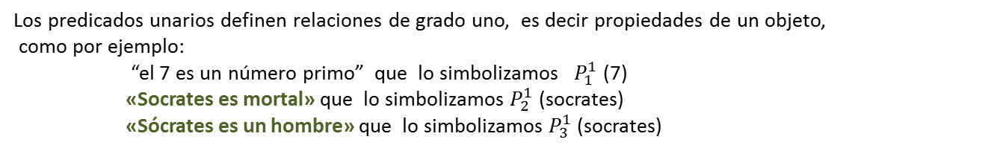 Los predicados unarios definen relaciones de grado uno, es decir propiedades de un objeto,
como por ejemplo:
“el 7 es un número primo” que lo simbolizamos $P_1^1$ (7)
«Socrates es mortal» que lo simbolizamos $P_2^1$ (socrates)
«Sócrates es un hombre» que lo simbolizamos $P_3^1$ (socrates)